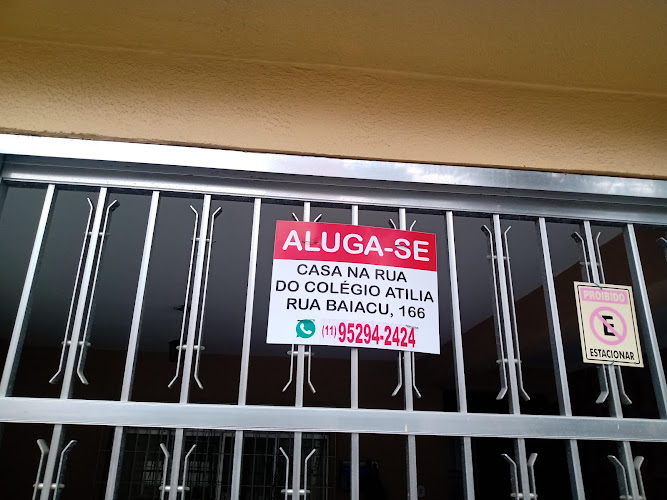 ALUGA-SE
CASA NA RUA
DO COLÉGIO ATILIA
RUA BAIACU, 166
(11) 95294-2424
PROIBIDO
E
ESTACIONAR